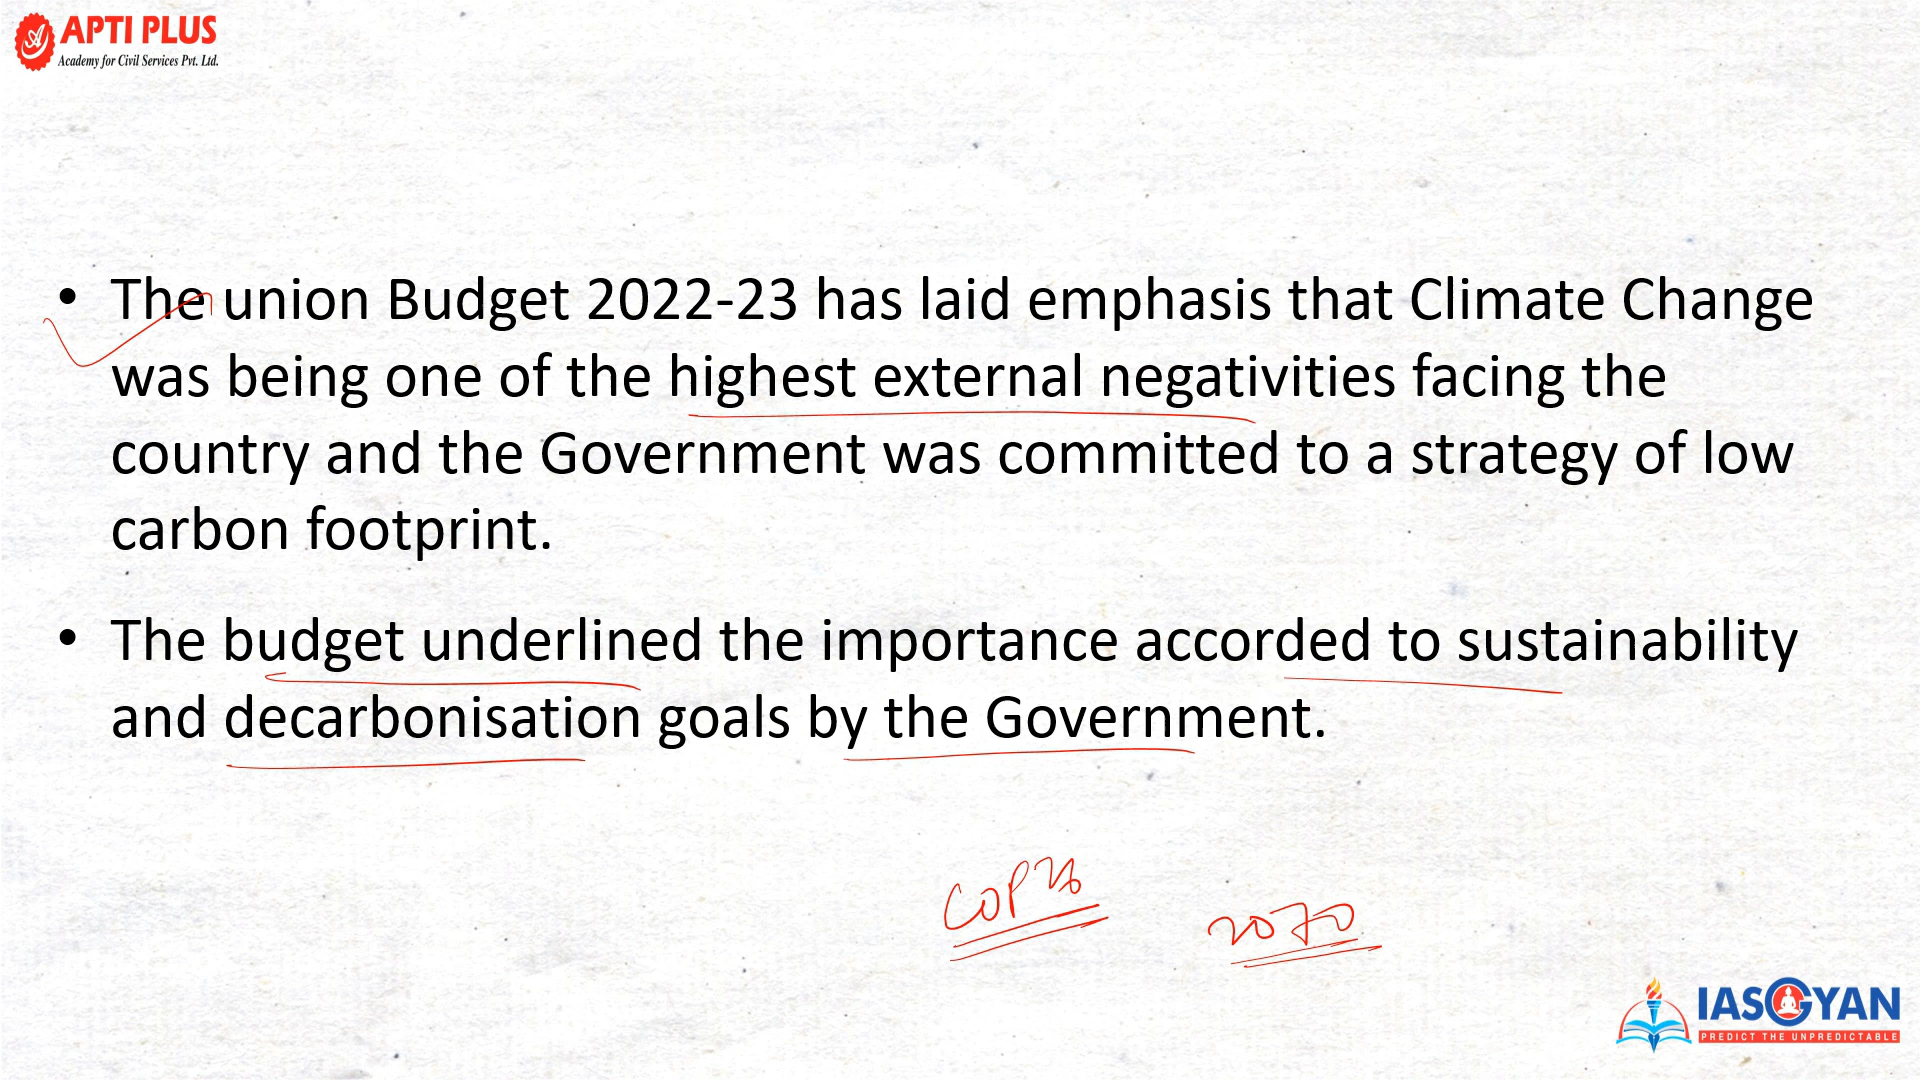 APTI PLUS
Academy for Civil Services Pvt. Ltd.
• The union Budget 2022-23 has laid emphasis that Climate Change
was being one of the highest external negativities facing the
country and the Government was committed to a strategy of low
carbon footprint.
• The budget underlined the importance accorded to sustainability
and decarbonisation goals by the Government.
COP 26
2070
IASGYAN
PREDICT THE UNPREDICTABLE